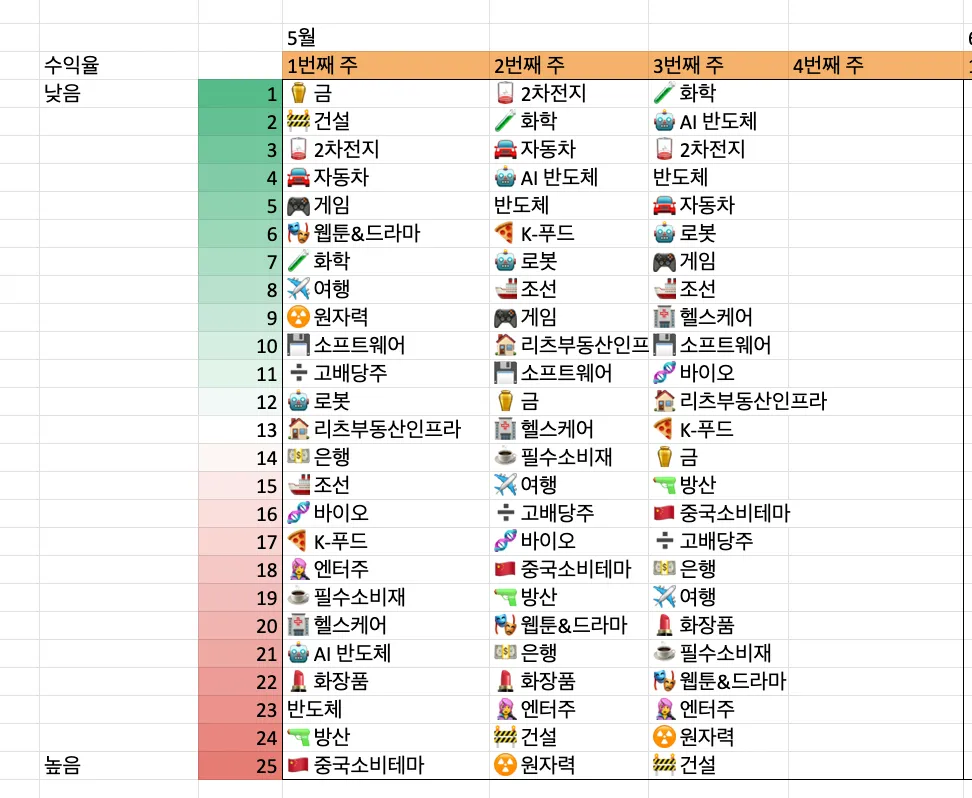 5월
수익율 1번째 주 2번째 주 3번째 주 4번째 주
낮음 1 금 2차전지 화학
2 건설 화학 AI 반도체
3 2차전지 자동차 2차전지
4 자동차 AI 반도체 반도체
5 게임 반도체 자동차
6 웹툰&드라마 K-푸드 로봇
7 화학 로봇 게임
8 여행 조선 조선
9 원자력 게임 헬스케어
10 소프트웨어 리츠부동산인프 소프트웨어
11 고배당주 소프트웨어 바이오
12 로봇 금 리츠부동산인프라
13 리츠부동산인프라 헬스케어 K-푸드
14 은행 필수소비재 금
15 조선 여행 방산
16 바이오 고배당주 중국소비테마
17 K-푸드 바이오 고배당주
18 엔터주 중국소비테마 은행
19 필수소비재 방산 여행
20 헬스케어 웹툰&드라마 화장품
21 AI 반도체 은행 필수소비재
22 화장품 화장품 웹툰&드라마
23 반도체 엔터주 엔터주
24 방산 건설 원자력
높음 25 중국소비테마 원자력 건설